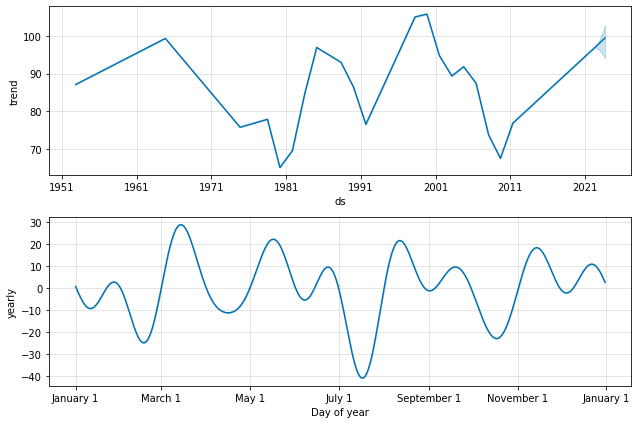 trend
100
90
80
70
1951 1961 1971 1981 1991 2001 2011 2021
ds
yearly
30
20
10
0
−10
−20
−30
−40
January 1 March 1 May 1 July 1 September 1 November 1 January 1
Day of year